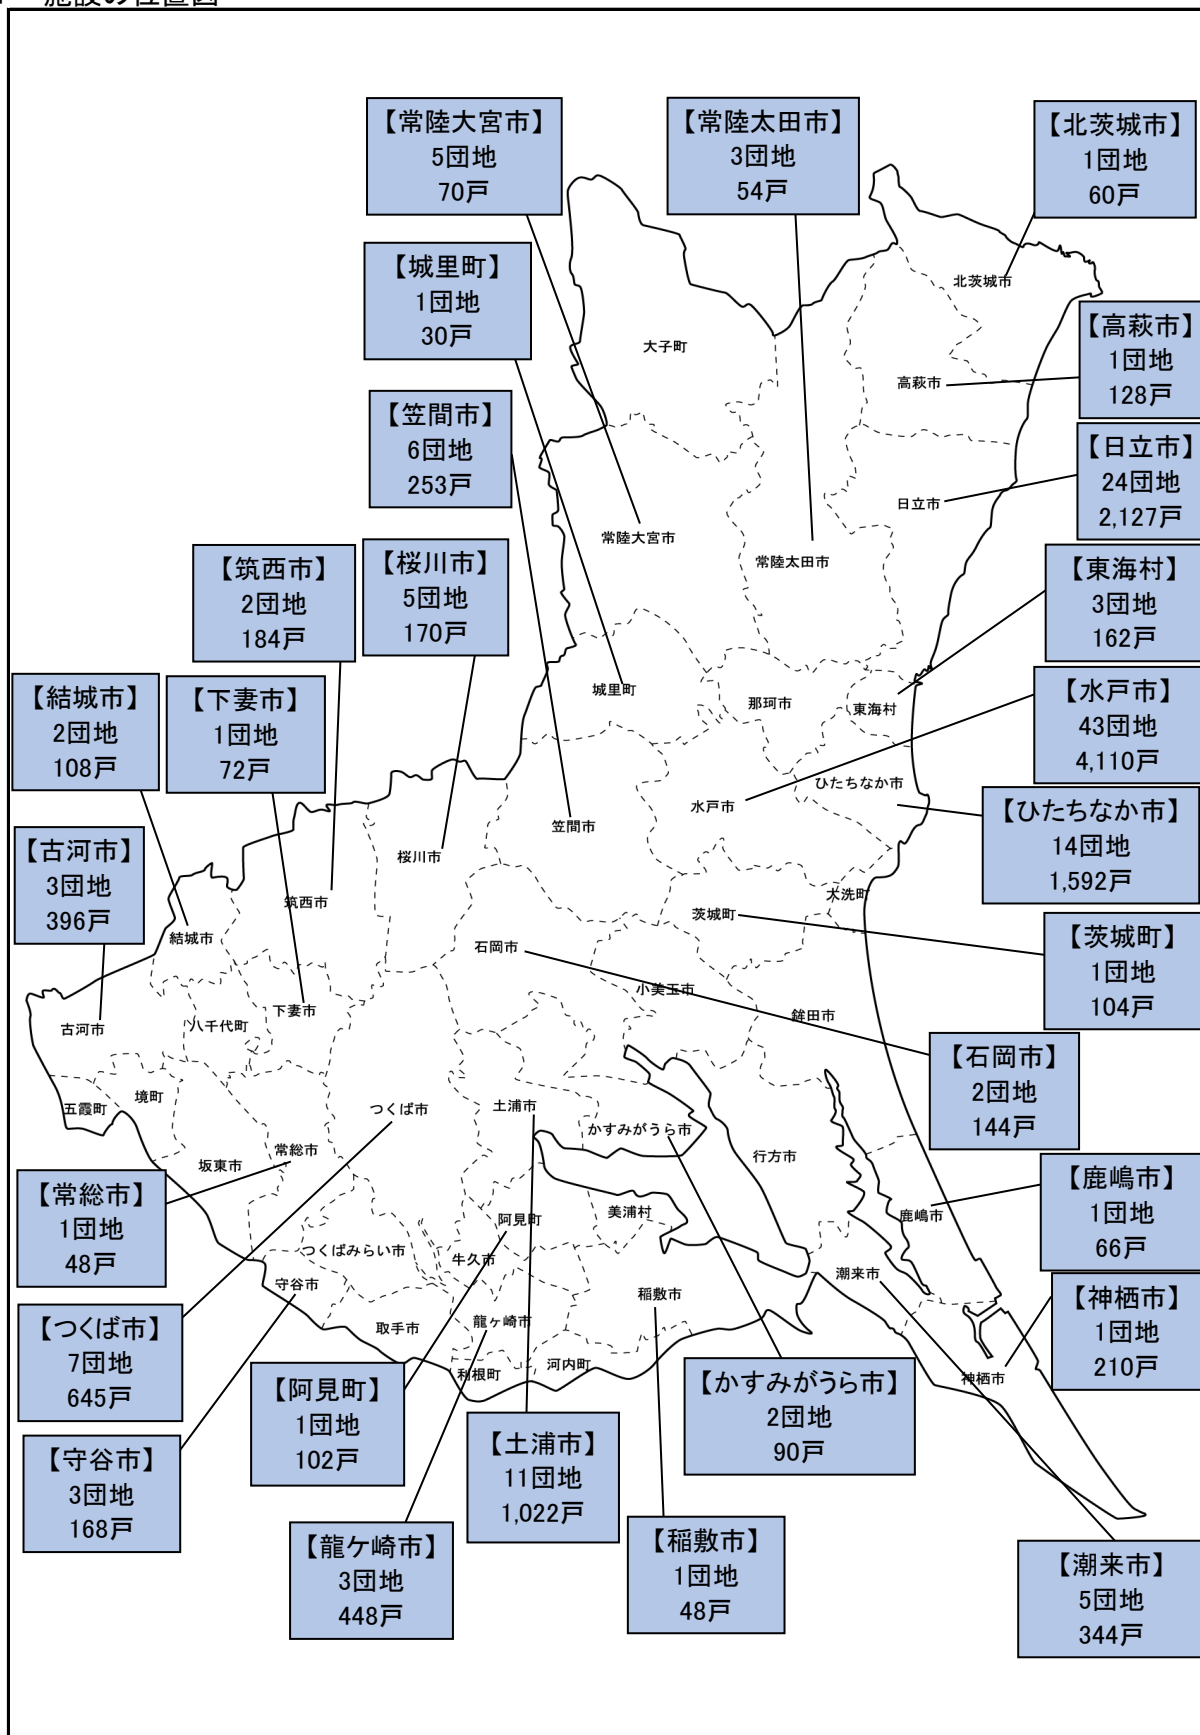 施設の位置図
【常陸大宮市】
5団地
70戸
【常陸太田市】
3団地
54戸
【北茨城市】
1団地
60戸
【城里町】
1団地
30戸
【高萩市】
1団地
128戸
【笠間市】
6団地
253戸
【日立市】
24団地
2,127戸
【筑西市】
2団地
184戸
【桜川市】
5団地
170戸
【東海村】
3団地
162戸
【結城市】
2団地
108戸
【下妻市】
1団地
72戸
【水戸市】
43団地
4,110戸
【古河市】
3団地
396戸
【ひたちなか市】
14団地
1,592戸
【茨城町】
1団地
104戸
【石岡市】
2団地
144戸
【常総市】
1団地
48戸
【鹿嶋市】
1団地
66戸
【つくば市】
7団地
645戸
【神栖市】
1団地
210戸
【阿見町】
1団地
102戸
【かすみがうら市】
2団地
90戸
【守谷市】
3団地
168戸
【土浦市】
11団地
1,022戸
【龍ケ崎市】
3団地
448戸
【稲敷市】
1団地
48戸
【潮来市】
5団地
344戸
北茨城市
大子町
高萩市
日立市
常陸大宮市
常陸太田市
城里町
那珂市
東海村
ひたちなか市
水戸市
笠間市
桜川市
筑西市
大洗町
茨城町
結城市
石岡市
小美玉市
下妻市
鉾田市
古河市
八千代町
境町
五霞町
つくば市
土浦市
かすみがうら市
常総市
坂東市
行方市
美浦村
阿見町
鹿嶋市
つくばみらい市
牛久市
守谷市
潮来市
稲敷市
取手市
龍ヶ崎市
河内町
利根町
神栖市